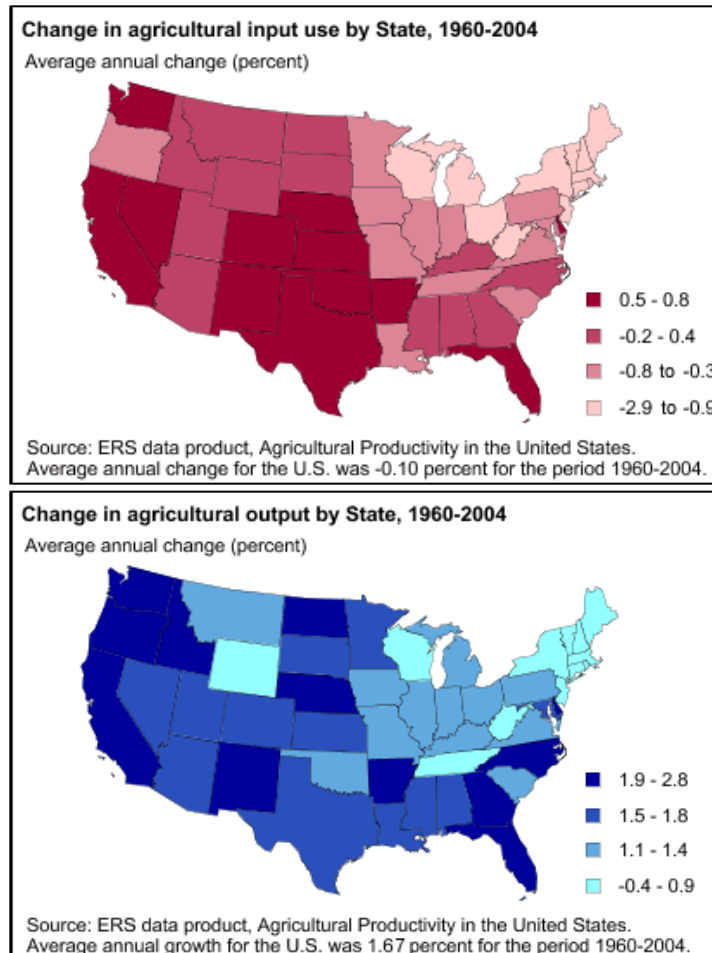 Change in agricultural input use by State, 1960-2004
Average annual change (percent)
0.5 - 0.8
-0.2 - 0.4
-0.8 to -0.3
-2.9 to -0.9
Source: ERS data product, Agricultural Productivity in the United States.
Average annual change for the U.S. was -0.10 percent for the period 1960-2004.
Change in agricultural output by State, 1960-2004
Average annual change (percent)
1.9 - 2.8
1.5 - 1.8
1.1 - 1.4
-0.4 - 0.9
Source: ERS data product, Agricultural Productivity in the United States.
Average annual growth for the U.S. was 1.67 percent for the period 1960-2004.